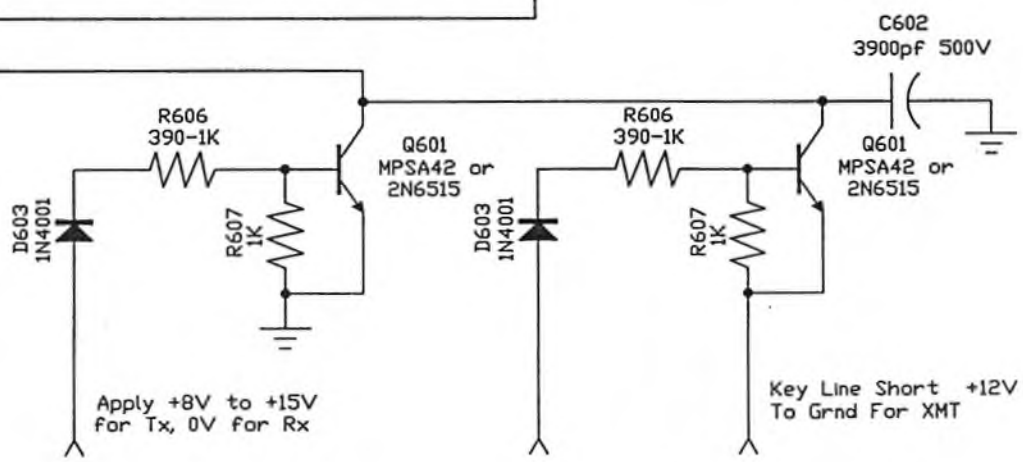 C602
3900pf 500V
R606
390-1K
Q601
MPSA42 or
2N6515
D603
1N4001
R607
1K
R606
390-1K
Q601
MPSA42 or
2N6515
D603
1N4001
R607
1K
Apply +8V to +15V
for Tx, 0V for Rx
Key Line Short +12V
To Grnd For XMT